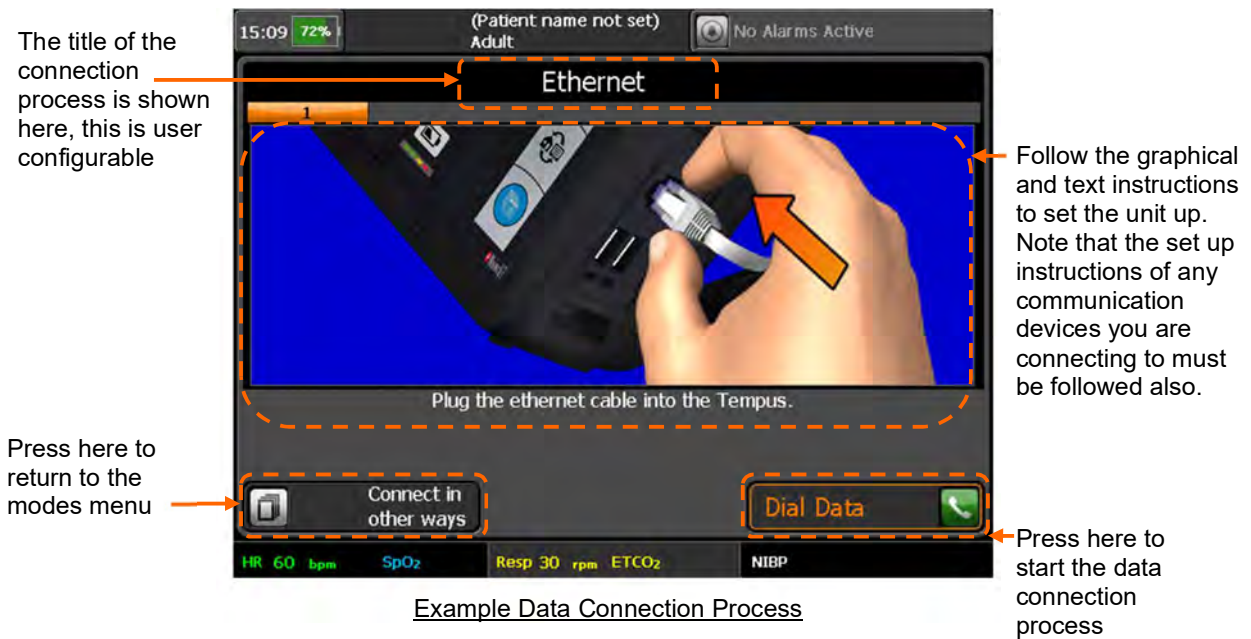 The title of the
connection
process is shown
here, this is user
configurable
15:09 72%
(Patient name not set)
Adult
No Alarms Active
Ethernet
1
Plug the ethernet cable into the Tempus.
Follow the graphical
and text instructions
to set the unit up.
Note that the set up
instructions of any
communication
devices you are
connecting to must
be followed also.
Press here to
return to the
modes menu
Connect in
other ways
Dial Data
Press here to
start the data
connection
process
HR 60 bpm SpO2 Resp 30 rpm ETCO2 NIBP
Example Data Connection Process